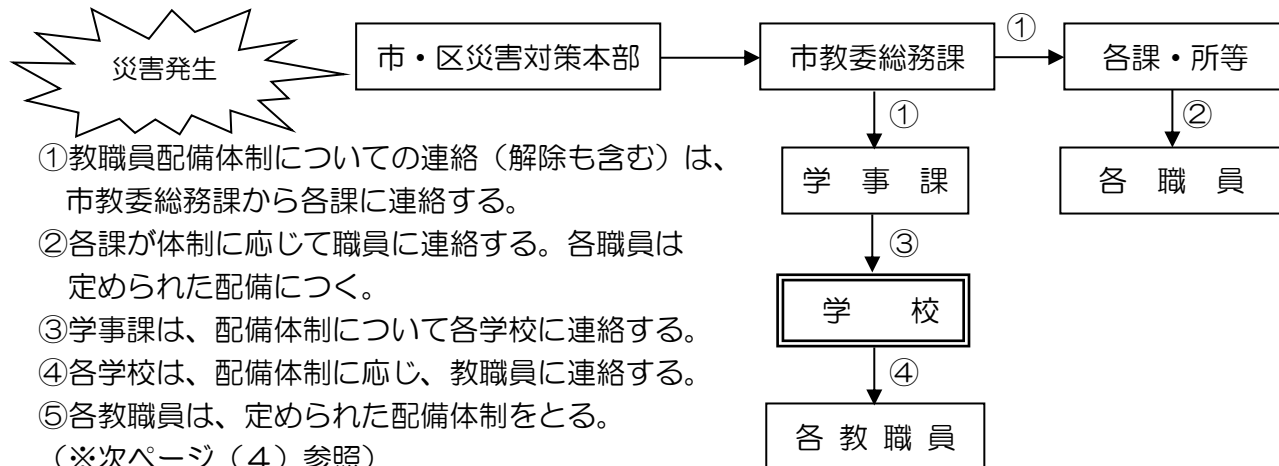 災害発生
市・区災害対策本部
市教委総務課
①
各課・所等
①
②
①教職員配備体制についての連絡（解除も含む）は、
市教委総務課から各課に連絡する。
学事課
各職員
②各課が体制に応じて職員に連絡する。各職員は
定められた配備につく。
③
③学事課は、配備体制について各学校に連絡する。
学校
④各学校は、配備体制に応じ、教職員に連絡する。
④
⑤各教職員は、定められた配備体制をとる。
各教職員
（※次ページ（４）参照）